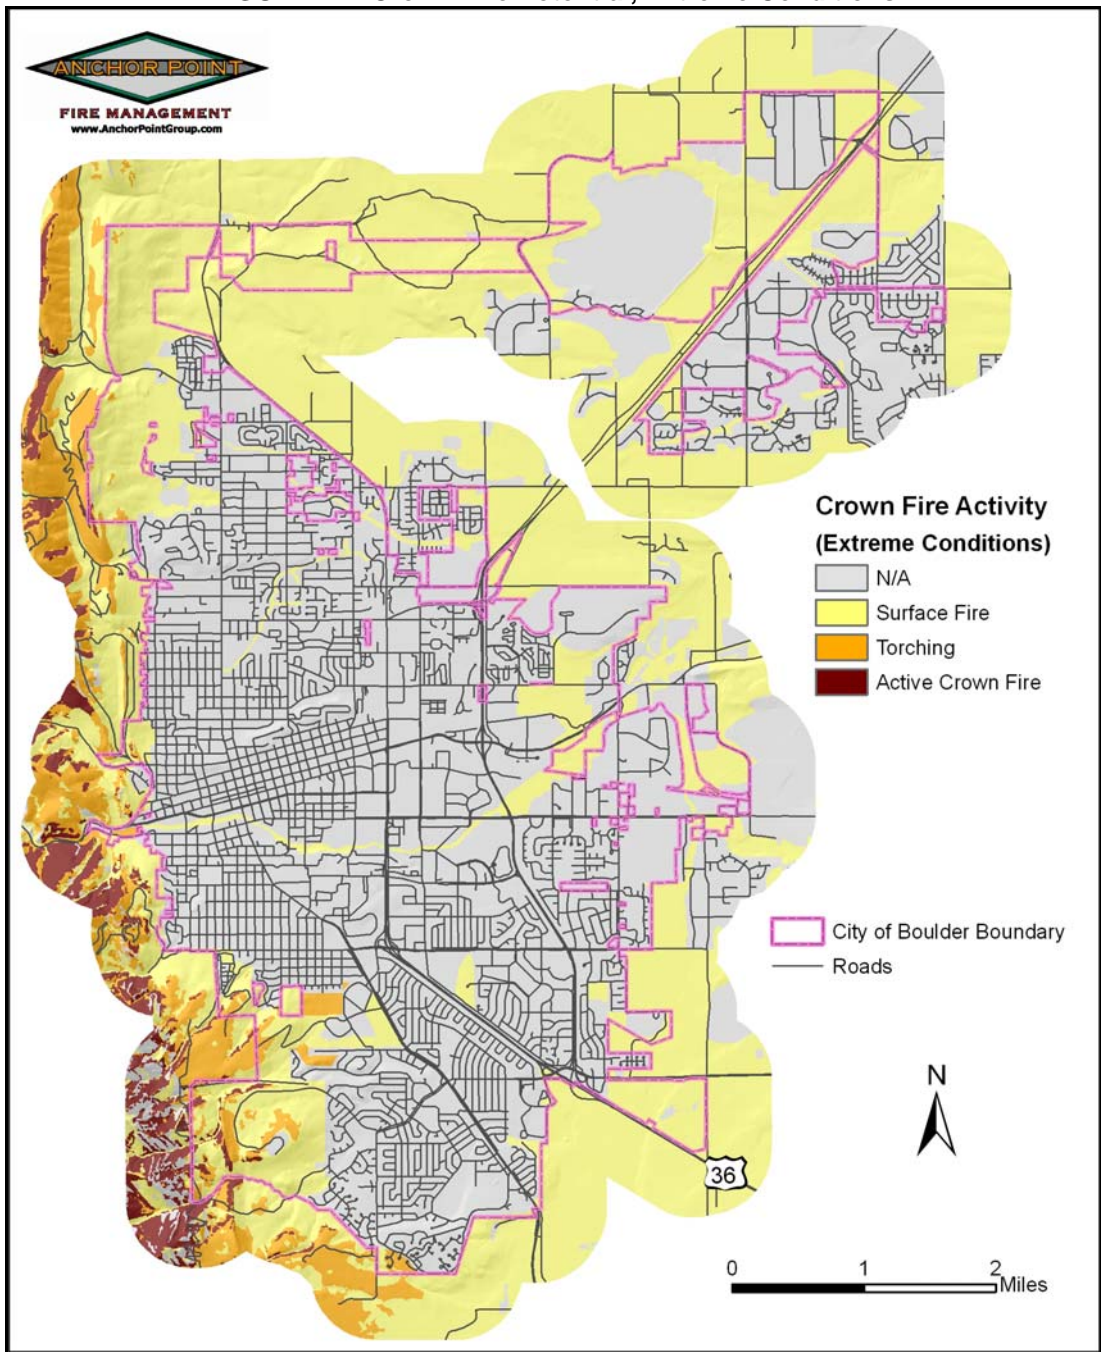 ANCHOR POINT
FIRE MANAGEMENT
www.AnchorPointGroup.com
Crown Fire Activity
(Extreme Conditions)
N/A
Surface Fire
Torching
Active Crown Fire
City of Boulder Boundary
Roads
N
36
0 1 2
Miles